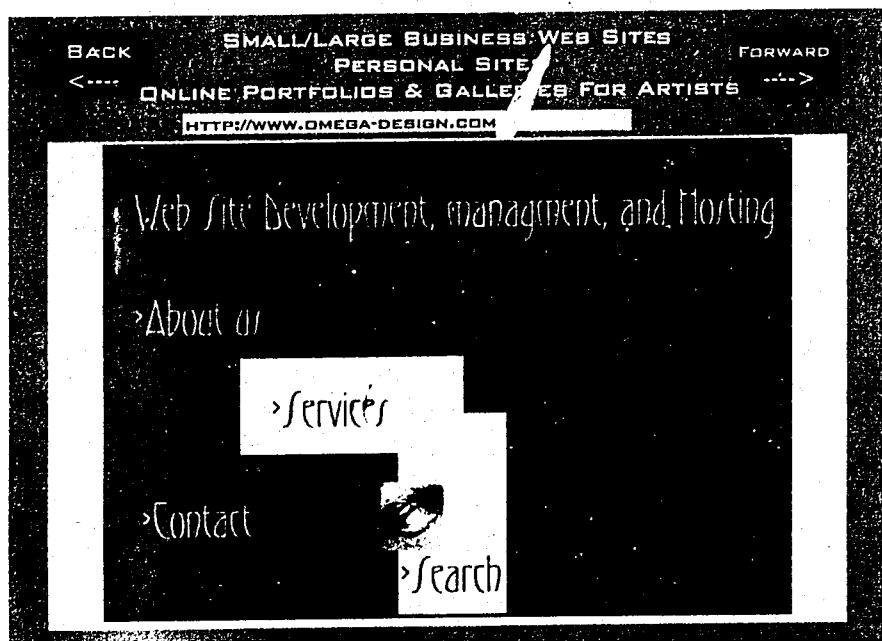 BACK
<----
SMALL/LARGE BUSINESS WEB SITES
PERSONAL SITES
ONLINE PORTFOLIOS & GALLERIES FOR ARTISTS
FORWARD
---->
HTTP://WWW.OMEGA-DESIGN.COM
Web Site Development, managment, and Hosting
>About us
>Services
>Contact
>Search